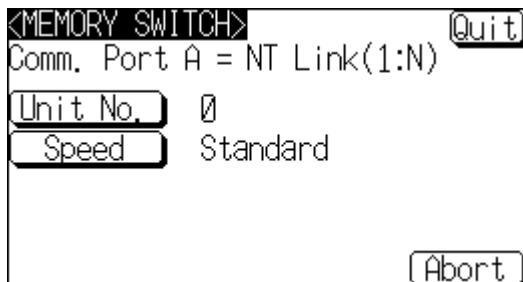 <MEMORY SWITCH> Quit
Comm. Port A = NT Link(1:N)
Unit No. 0
Speed Standard
Abort